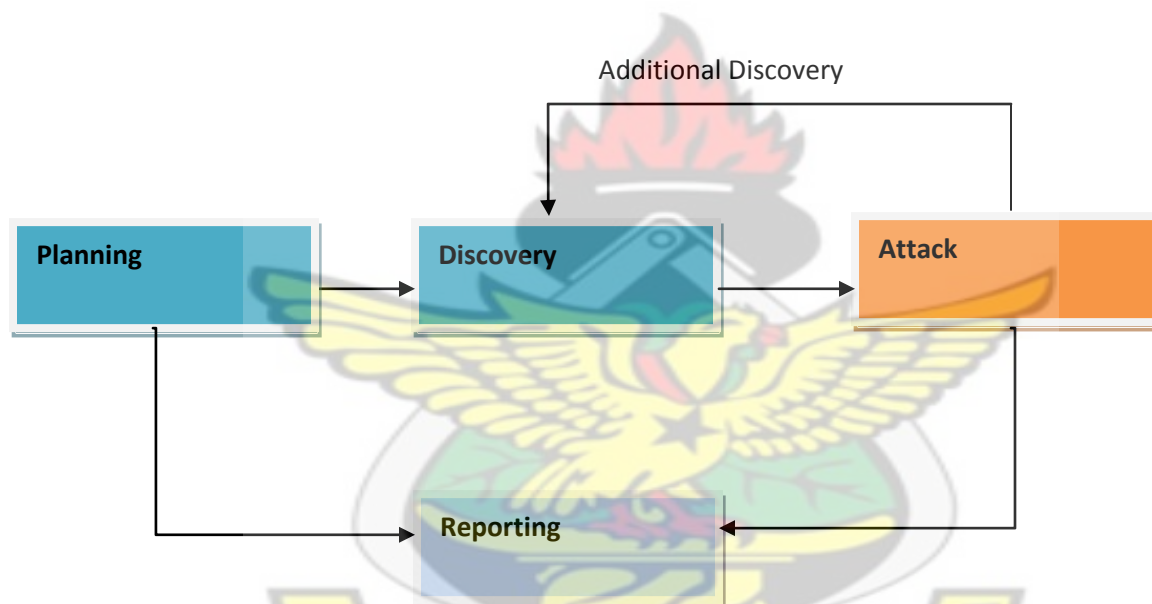 Additional Discovery
Planning
Discovery
Attack
Reporting